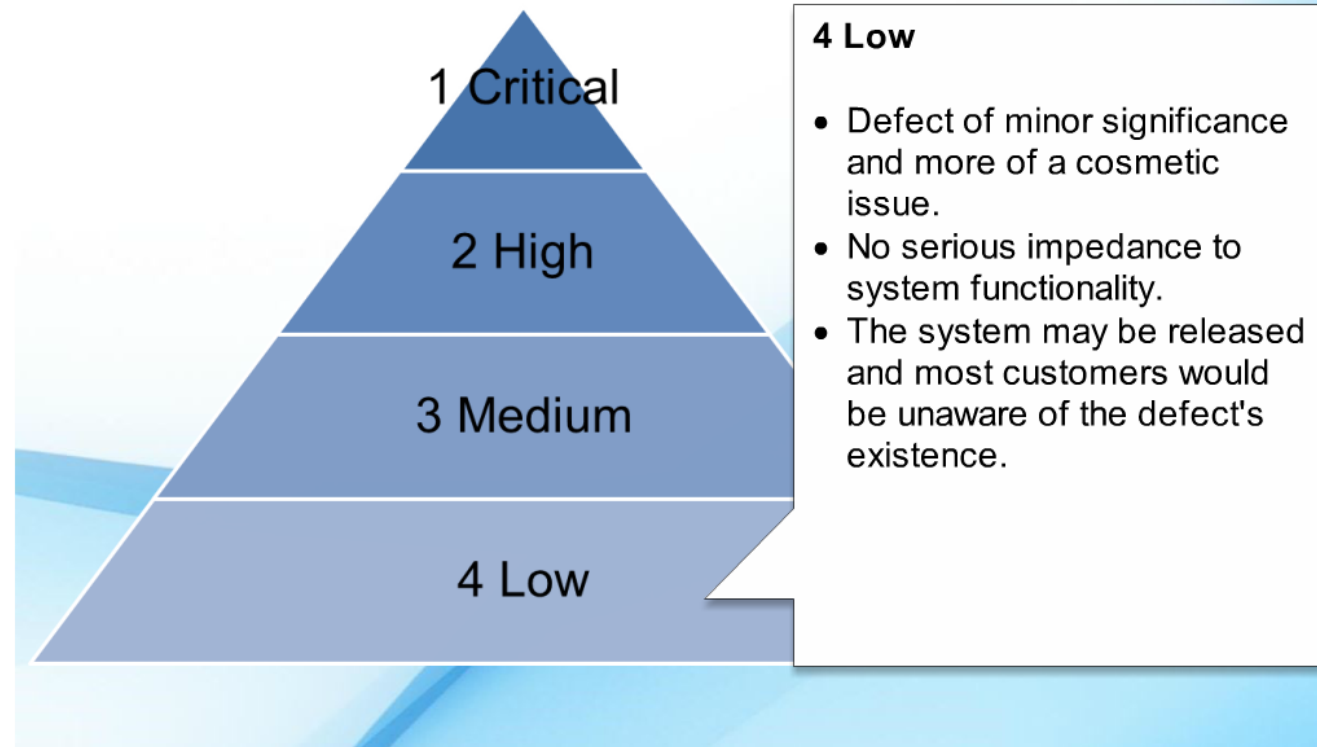 1 Critical
2 High
3 Medium
4 Low
4 Low
• Defect of minor significance
and more of a cosmetic
issue.
• No serious impedance to
system functionality.
• The system may be released
and most customers would
be unaware of the defect's
existence.